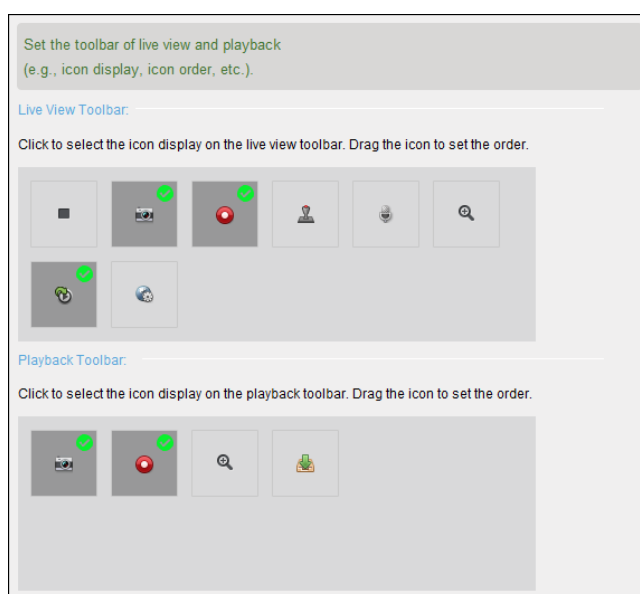 Set the toolbar of live view and playback
(e.g., icon display, icon order, etc.).
Live View Toolbar:
Click to select the icon display on the live view toolbar. Drag the icon to set the order.
Playback Toolbar:
Click to select the icon display on the playback toolbar. Drag the icon to set the order.